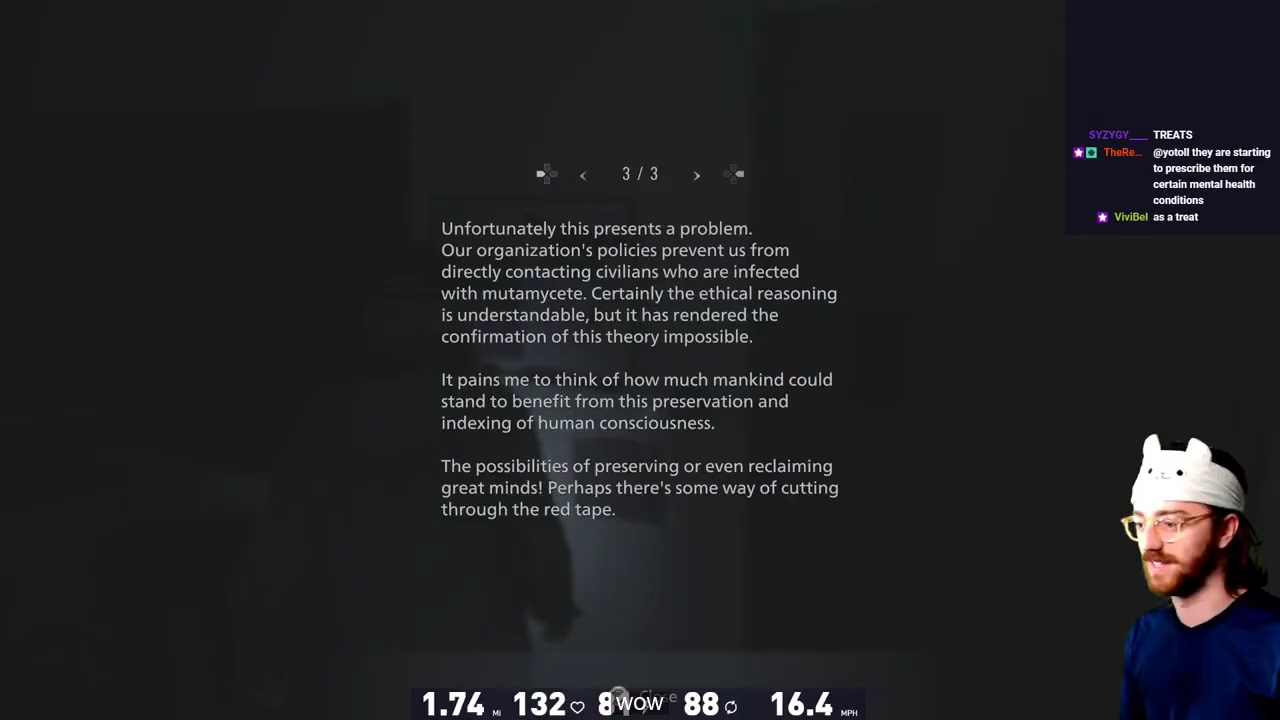 3 / 3
Unfortunately this presents a problem.
Our organization's policies prevent us from
directly contacting civilians who are infected
with mutamycete. Certainly the ethical reasoning
is understandable, but it has rendered the
confirmation of this theory impossible.
It pains me to think of how much mankind could
stand to benefit from this preservation and
indexing of human consciousness.
The possibilities of preserving or even reclaiming
great minds! Perhaps there's some way of cutting
through the red tape.
SYZYGY___ TREATS
TheRe... @yotoll they are starting
to prescribe them for
certain mental health
conditions
ViviBel as a treat
Close
1.74 MI 132 8 WOW 88 16.4 MPH